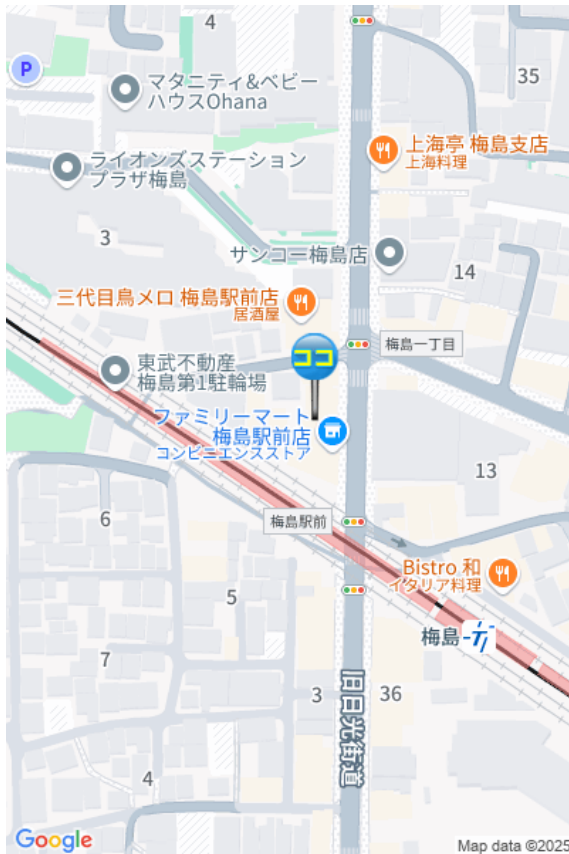 4
P
35
マタニティ&ベビー
ハウスOhana
上海亭 梅島支店
上海料理
ライオンズステーション
プラザ梅島
3
サンコー梅島店
14
三代目鳥メロ 梅島駅前店
居酒屋
梅島一丁目
ココ
東武不動産
梅島第1駐輪場
ファミリーマート
梅島駅前店
コンビニエンスストア
13
6
梅島駅前
Bistro 和
イタリア料理
5
梅島
7
3
36
旧日光街道
4
Google
Map data ©2025